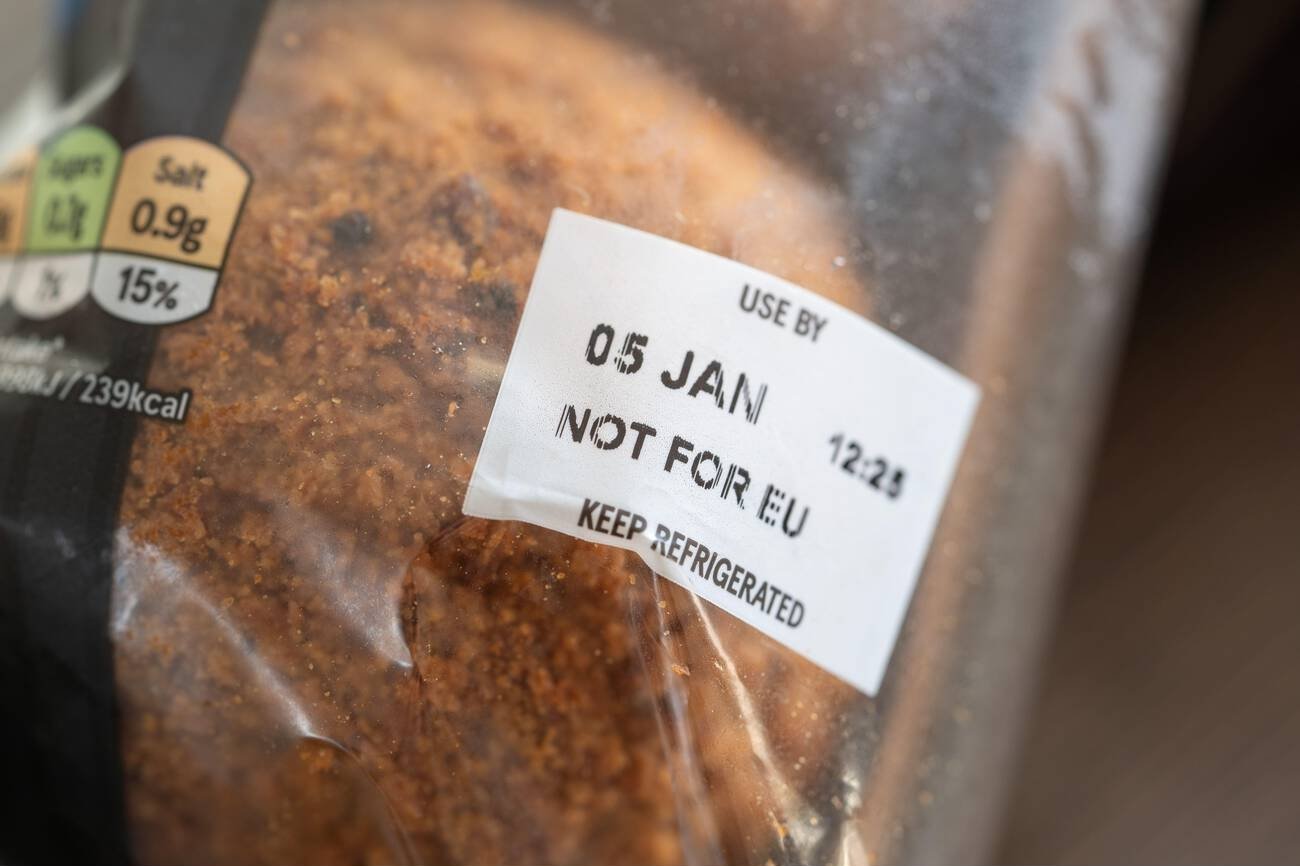 Salt
0.9g
15%
/ 239kcal
USE BY
05 JAN
12:25
NOT FOR EU
KEEP REFRIGERATED